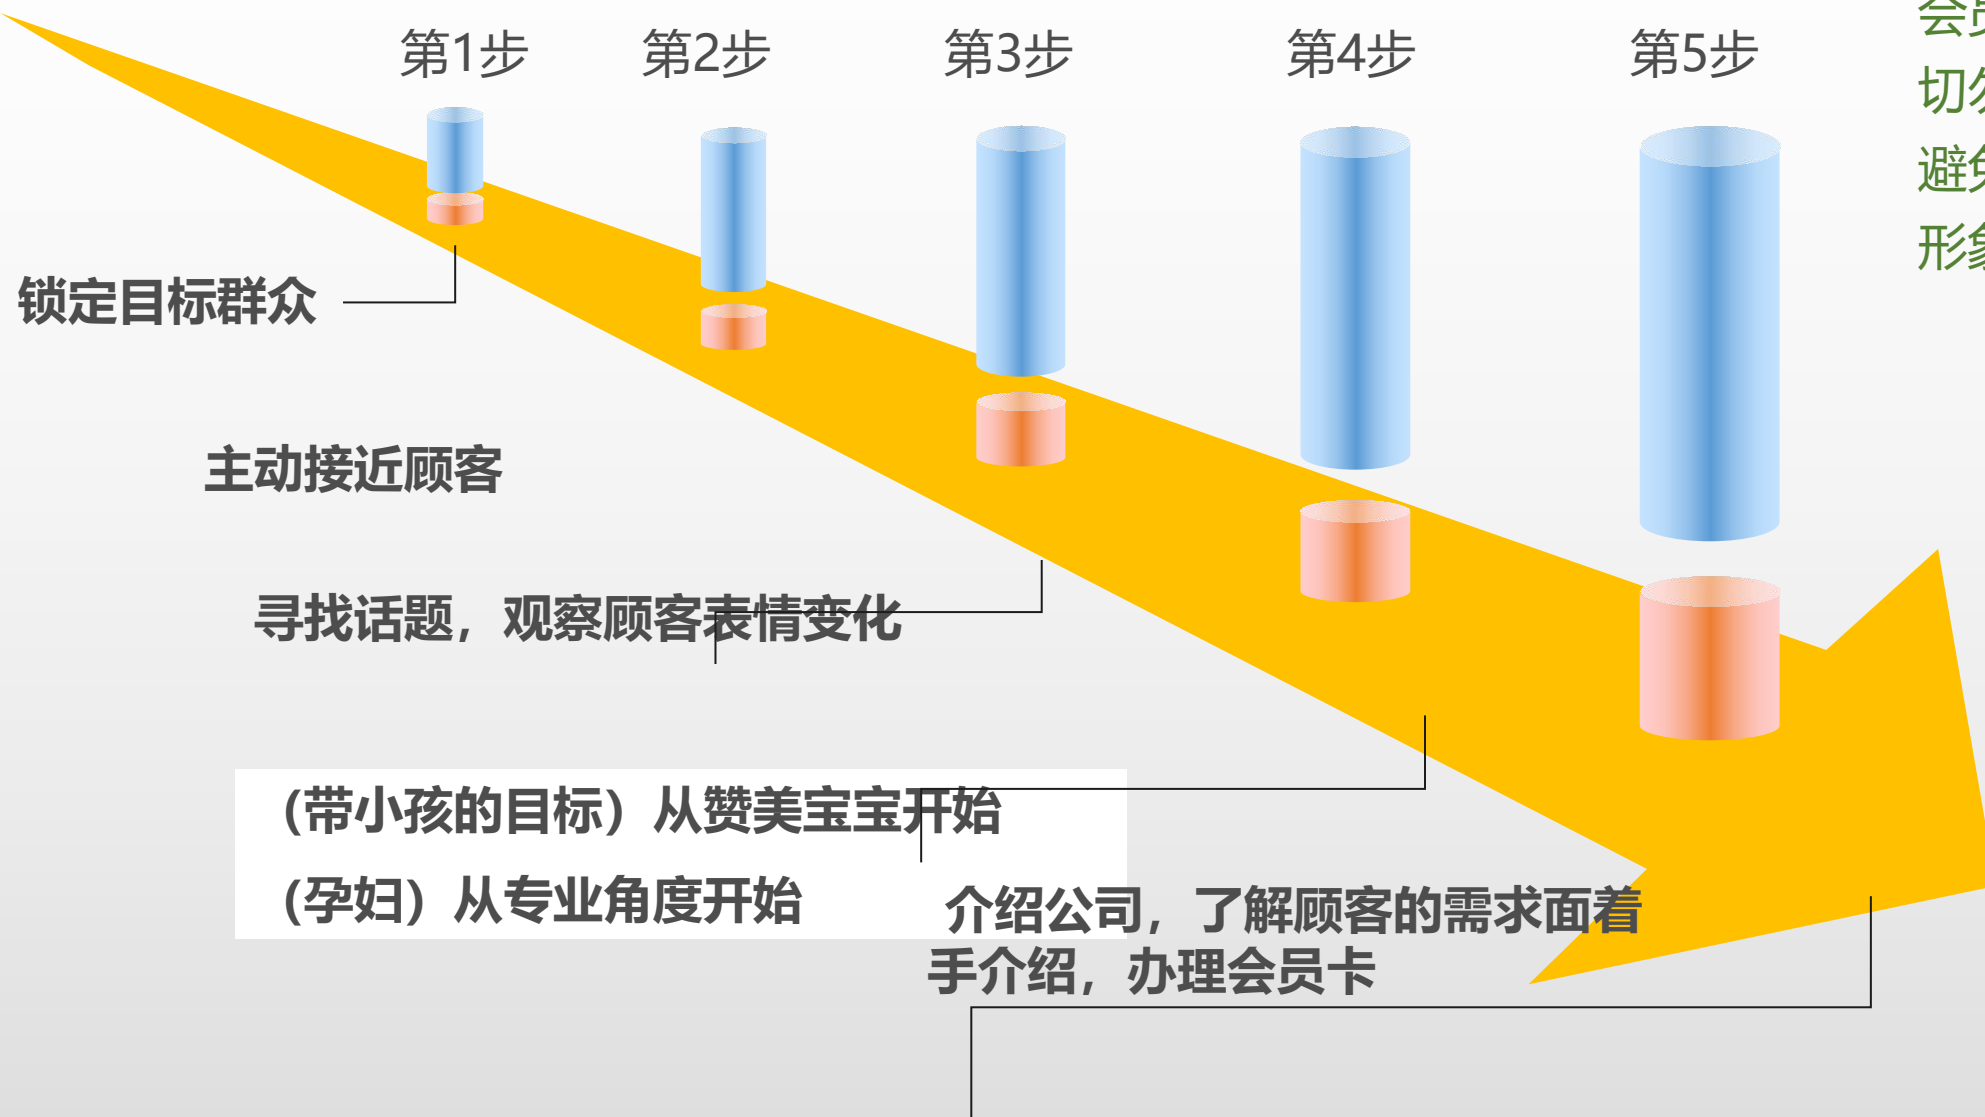 第1步
第2步
第3步
第4步
第5步
切勿
锁定目标群众
主动接近顾客
寻找话题，观察顾客表情变化
（带小孩的目标）从赞美宝宝开始
（孕妇）从专业角度开始
介绍公司，了解顾客的需求面着
手介绍，办理会员卡